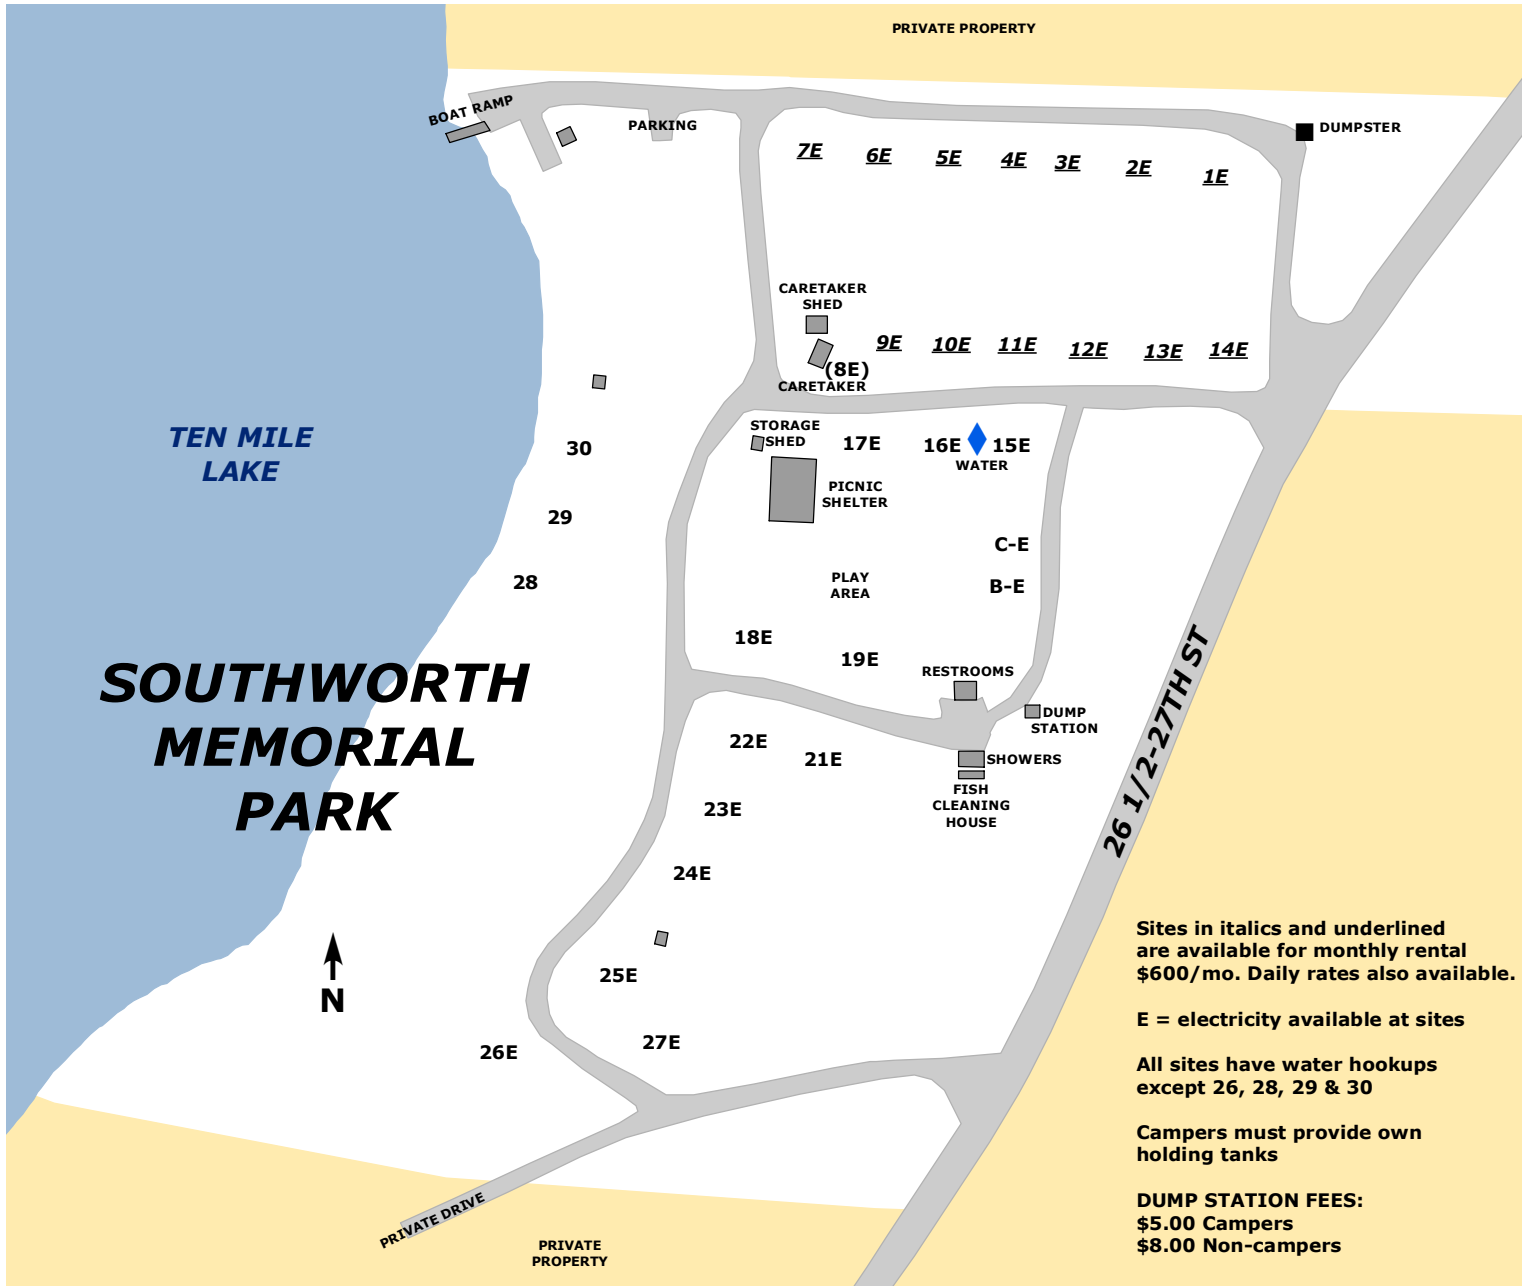 PRIVATE PROPERTY
BOAT RAMP
PARKING
DUMPSTER
7E
6E
5E
4E
3E
2E
1E
CARETAKER
SHED
9E
10E
11E
12E
13E
14E
(8E)
CARETAKER
STORAGE
SHED
17E
16E
15E
WATER
TEN MILE
LAKE
30
PICNIC
SHELTER
29
C-E
28
PLAY
AREA
B-E
18E
19E
RESTROOMS
SOUTHWORTH
MEMORIAL
PARK
DUMP
STATION
22E
21E
SHOWERS
FISH
CLEANING
HOUSE
26 1/2-27TH ST
23E
24E
N
25E
26E
27E
Sites in italics and underlined
are available for monthly rental
$600/mo. Daily rates also available.
E = electricity available at sites
All sites have water hookups
except 26, 28, 29 & 30
Campers must provide own
holding tanks
DUMP STATION FEES:
$5.00 Campers
$8.00 Non-campers
PRIVATE DRIVE
PRIVATE
PROPERTY